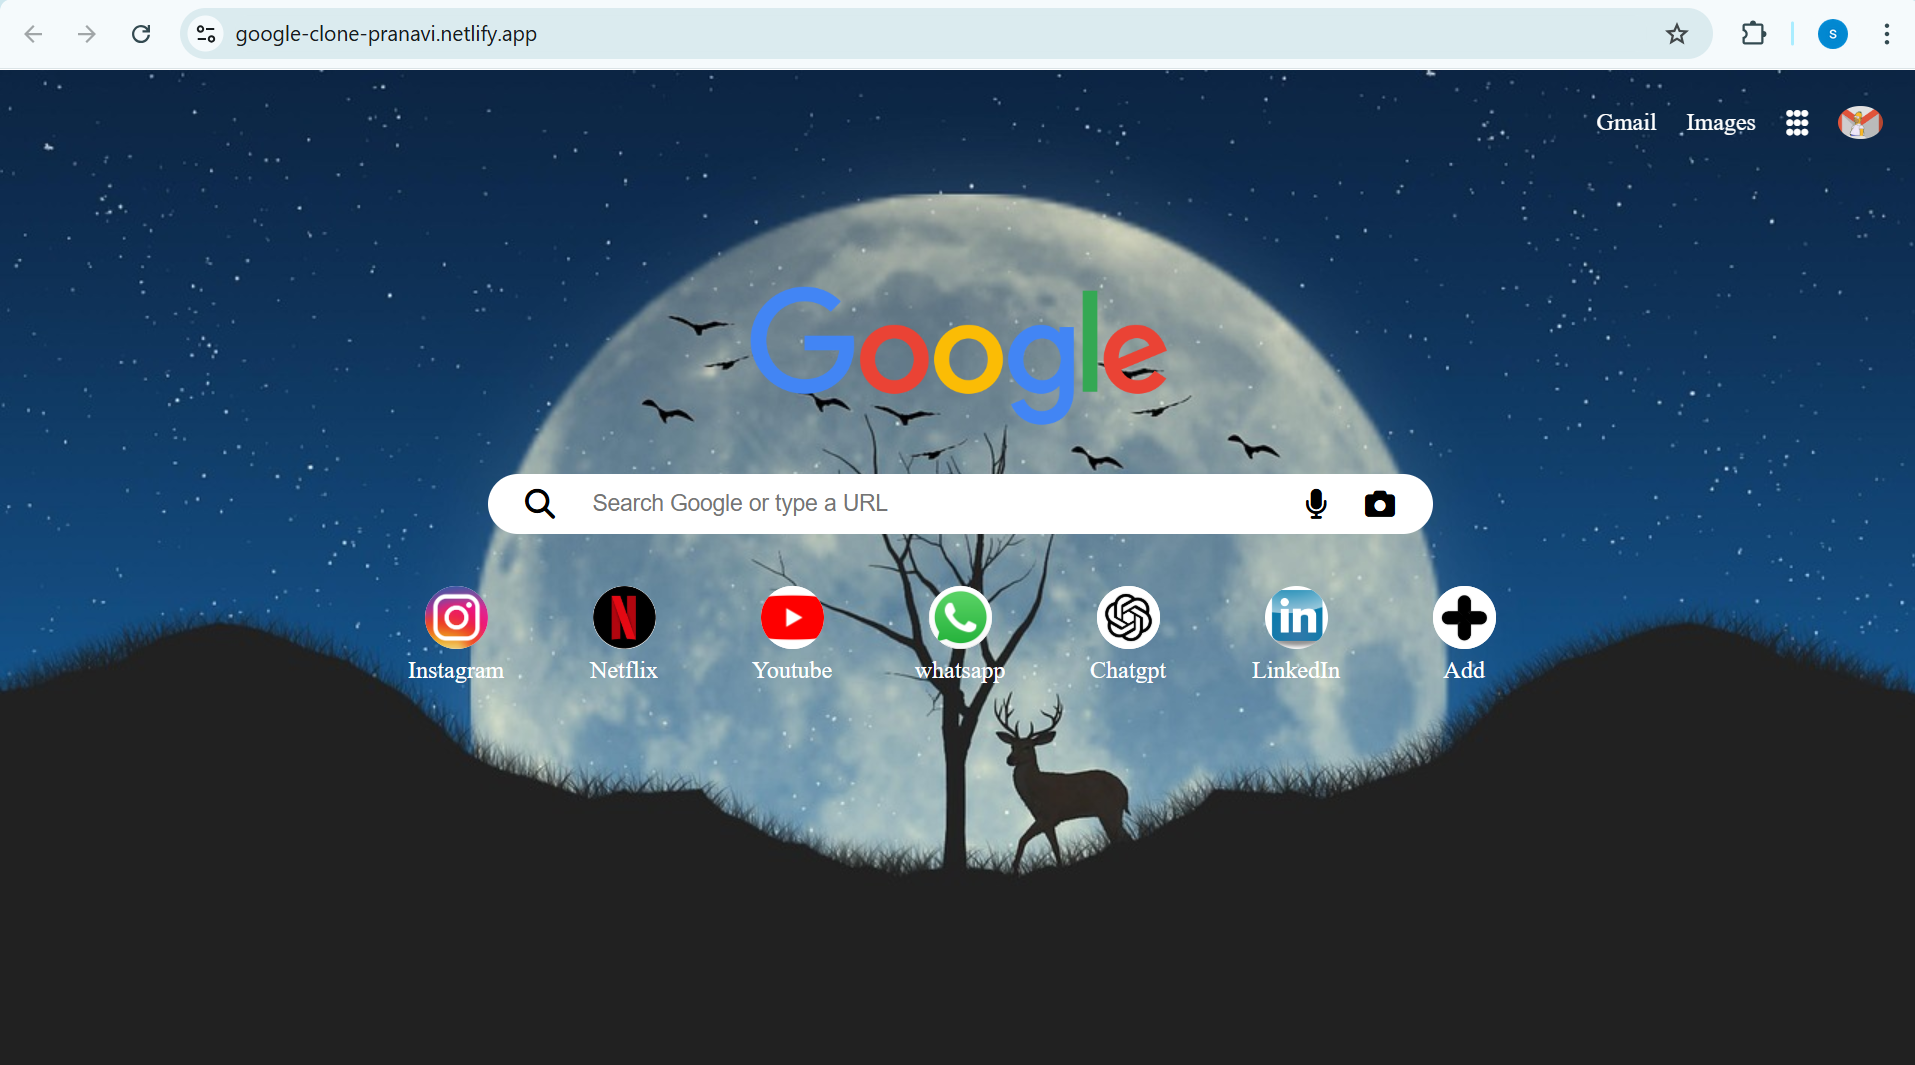 google-clone-pranavi.netlify.app
s
Gmail Images
Google
Search Google or type a URL
in
Instagram Netflix Youtube whatsapp Chatgpt LinkedIn Add